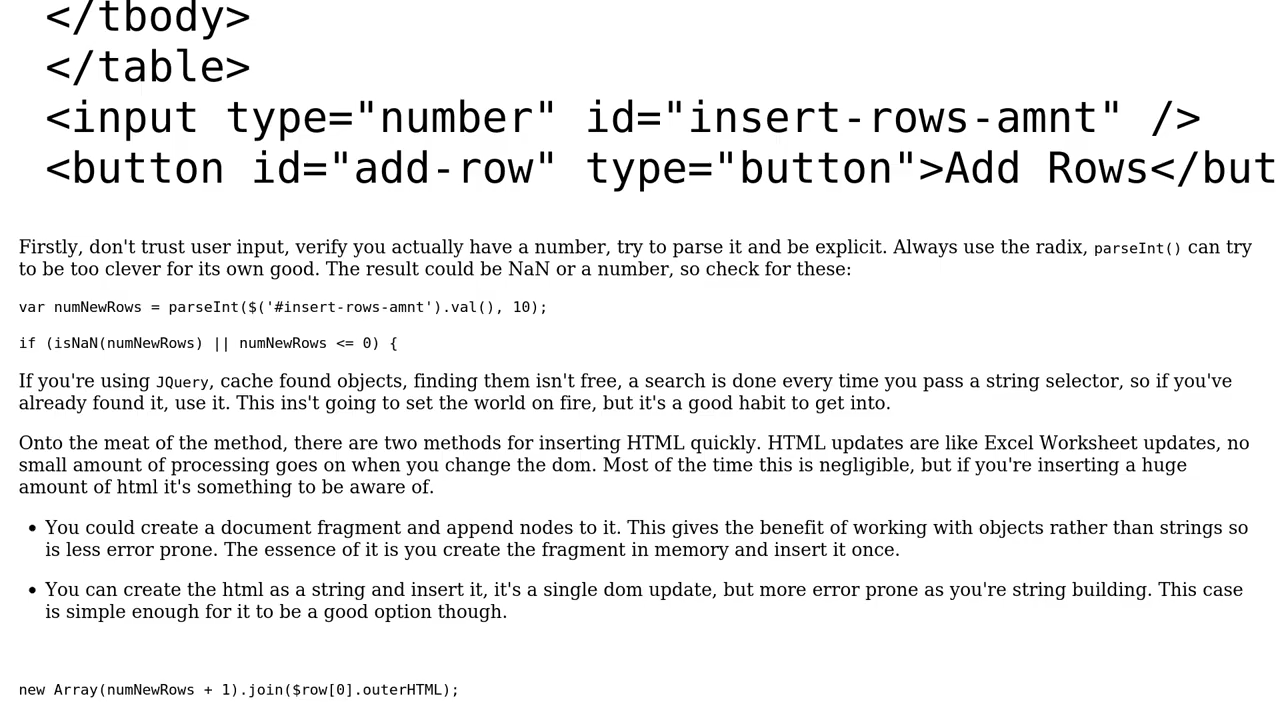 </tbody>
</table>
<input type="number" id="insert-rows-amnt" />
<button id="add-row" type="button">Add Rows</but
Firstly, don't trust user input, verify you actually have a number, try to parse it and be explicit. Always use the radix, parseInt() can try
to be too clever for its own good. The result could be NaN or a number, so check for these:
var numNewRows = parseInt($('#insert-rows-amnt').val(), 10);
if (isNaN(numNewRows) || numNewRows <= 0) {
If you're using JQuery, cache found objects, finding them isn't free, a search is done every time you pass a string selector, so if you've
already found it, use it. This ins't going to set the world on fire, but it's a good habit to get into.
Onto the meat of the method, there are two methods for inserting HTML quickly. HTML updates are like Excel Worksheet updates, no
small amount of processing goes on when you change the dom. Most of the time this is negligible, but if you're inserting a huge
amount of html it's something to be aware of.
• You could create a document fragment and append nodes to it. This gives the benefit of working with objects rather than strings so
is less error prone. The essence of it is you create the fragment in memory and insert it once.
• You can create the html as a string and insert it, it's a single dom update, but more error prone as you're string building. This case
is simple enough for it to be a good option though.
new Array(numNewRows + 1).join($row[0].outerHTML);